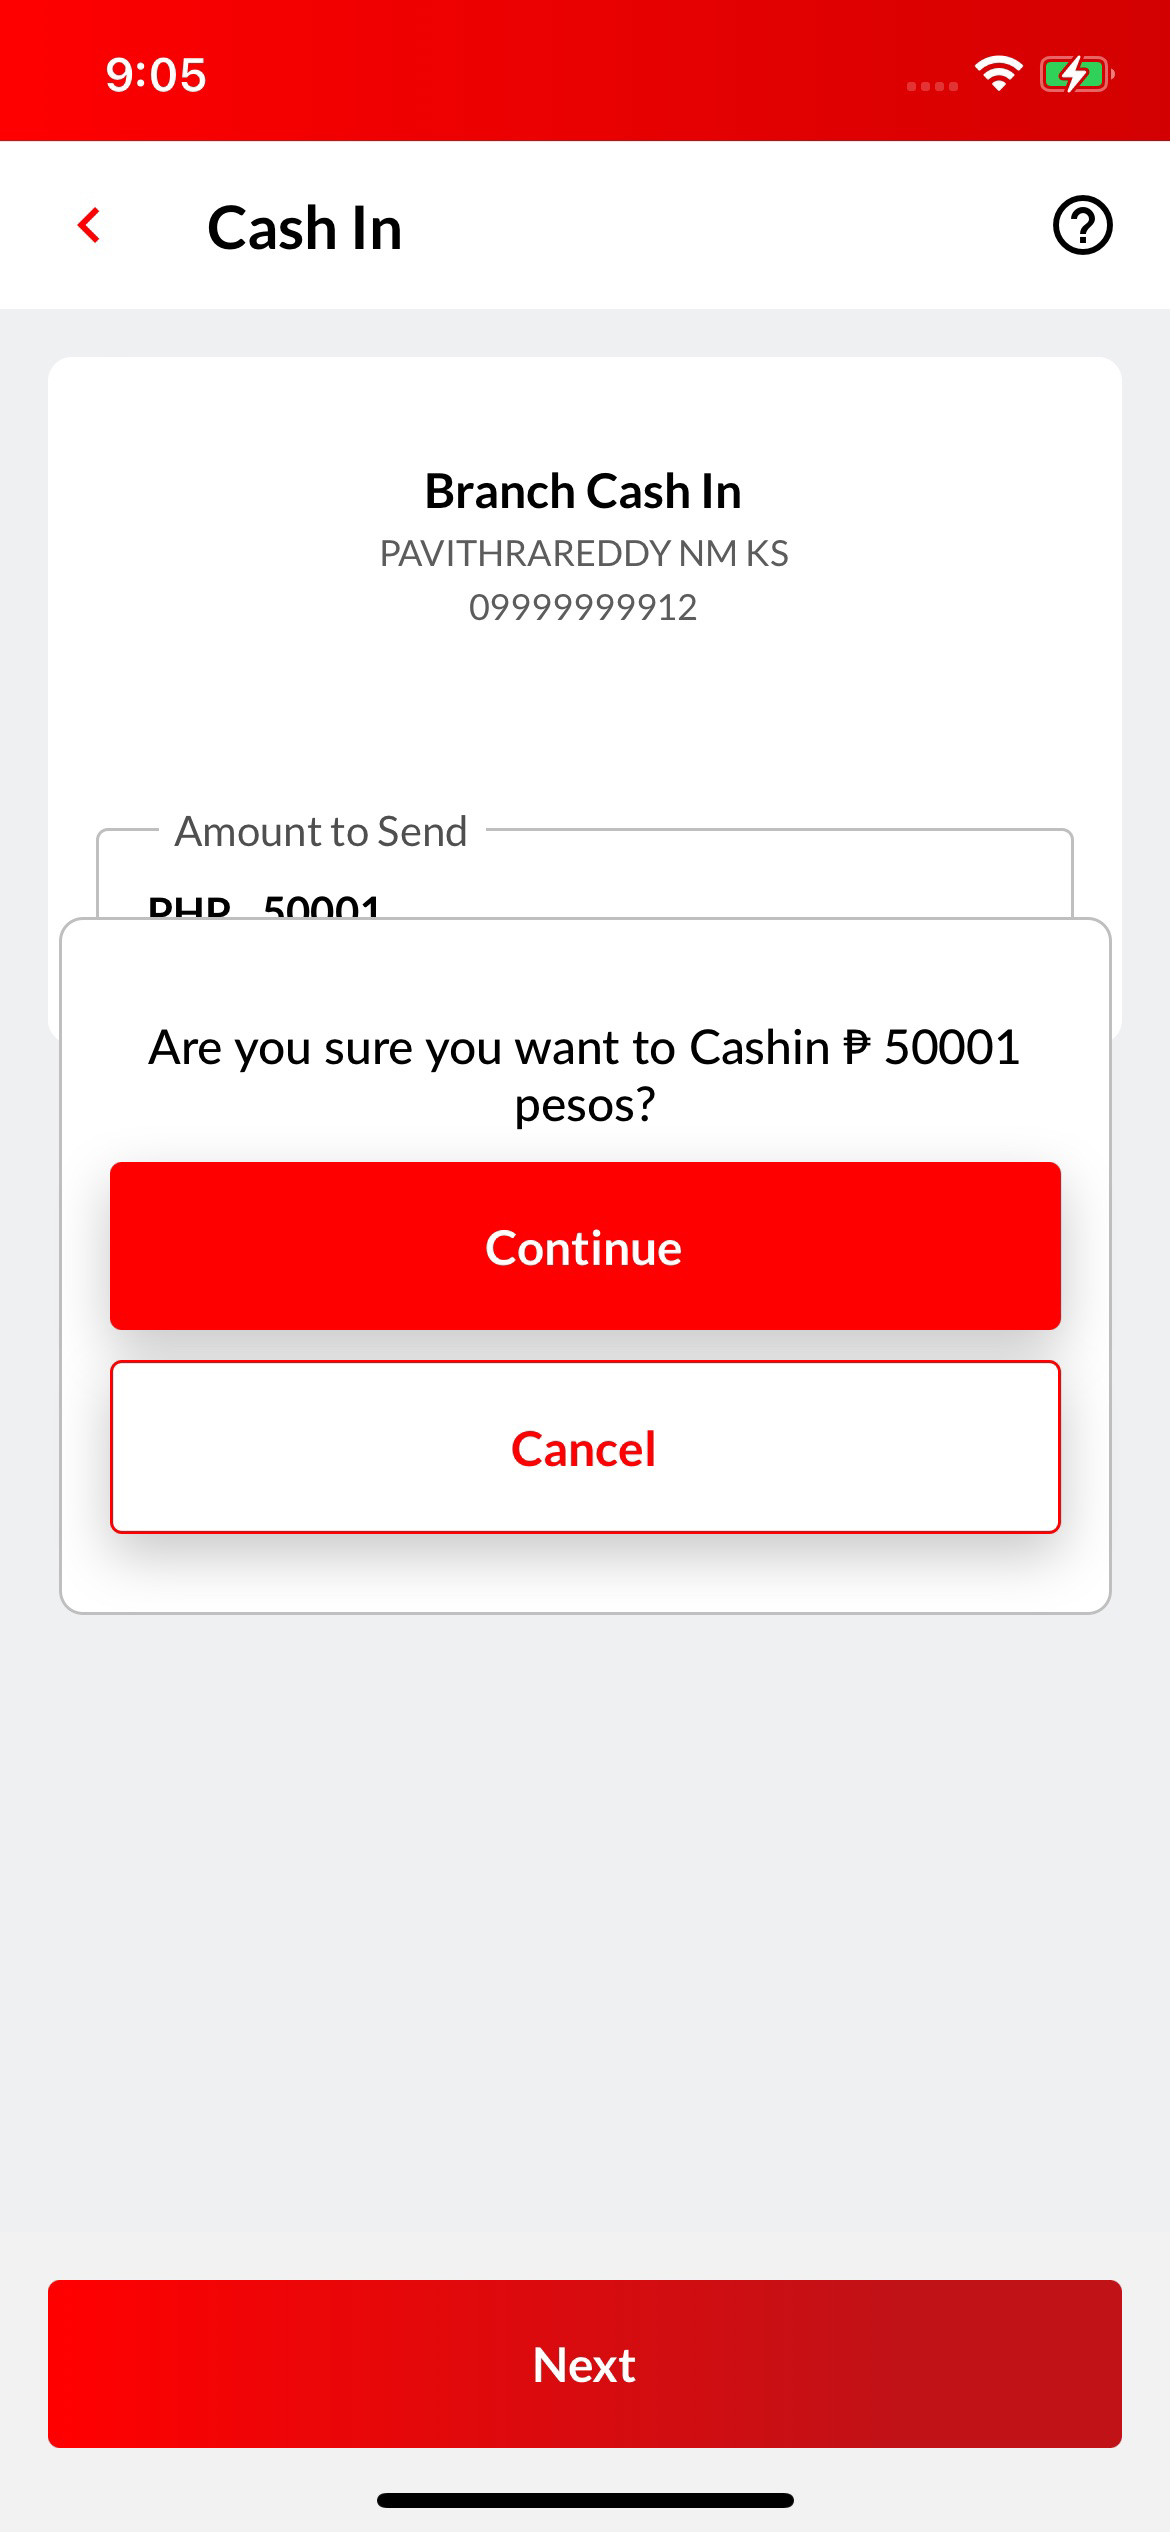 9:05
Cash In
Branch Cash In
PAVITHRAREDDY NM KS
09999999912
Amount to Send
PHP 50001
Are you sure you want to Cashin ₱ 50001
pesos?
Continue
Cancel
Next